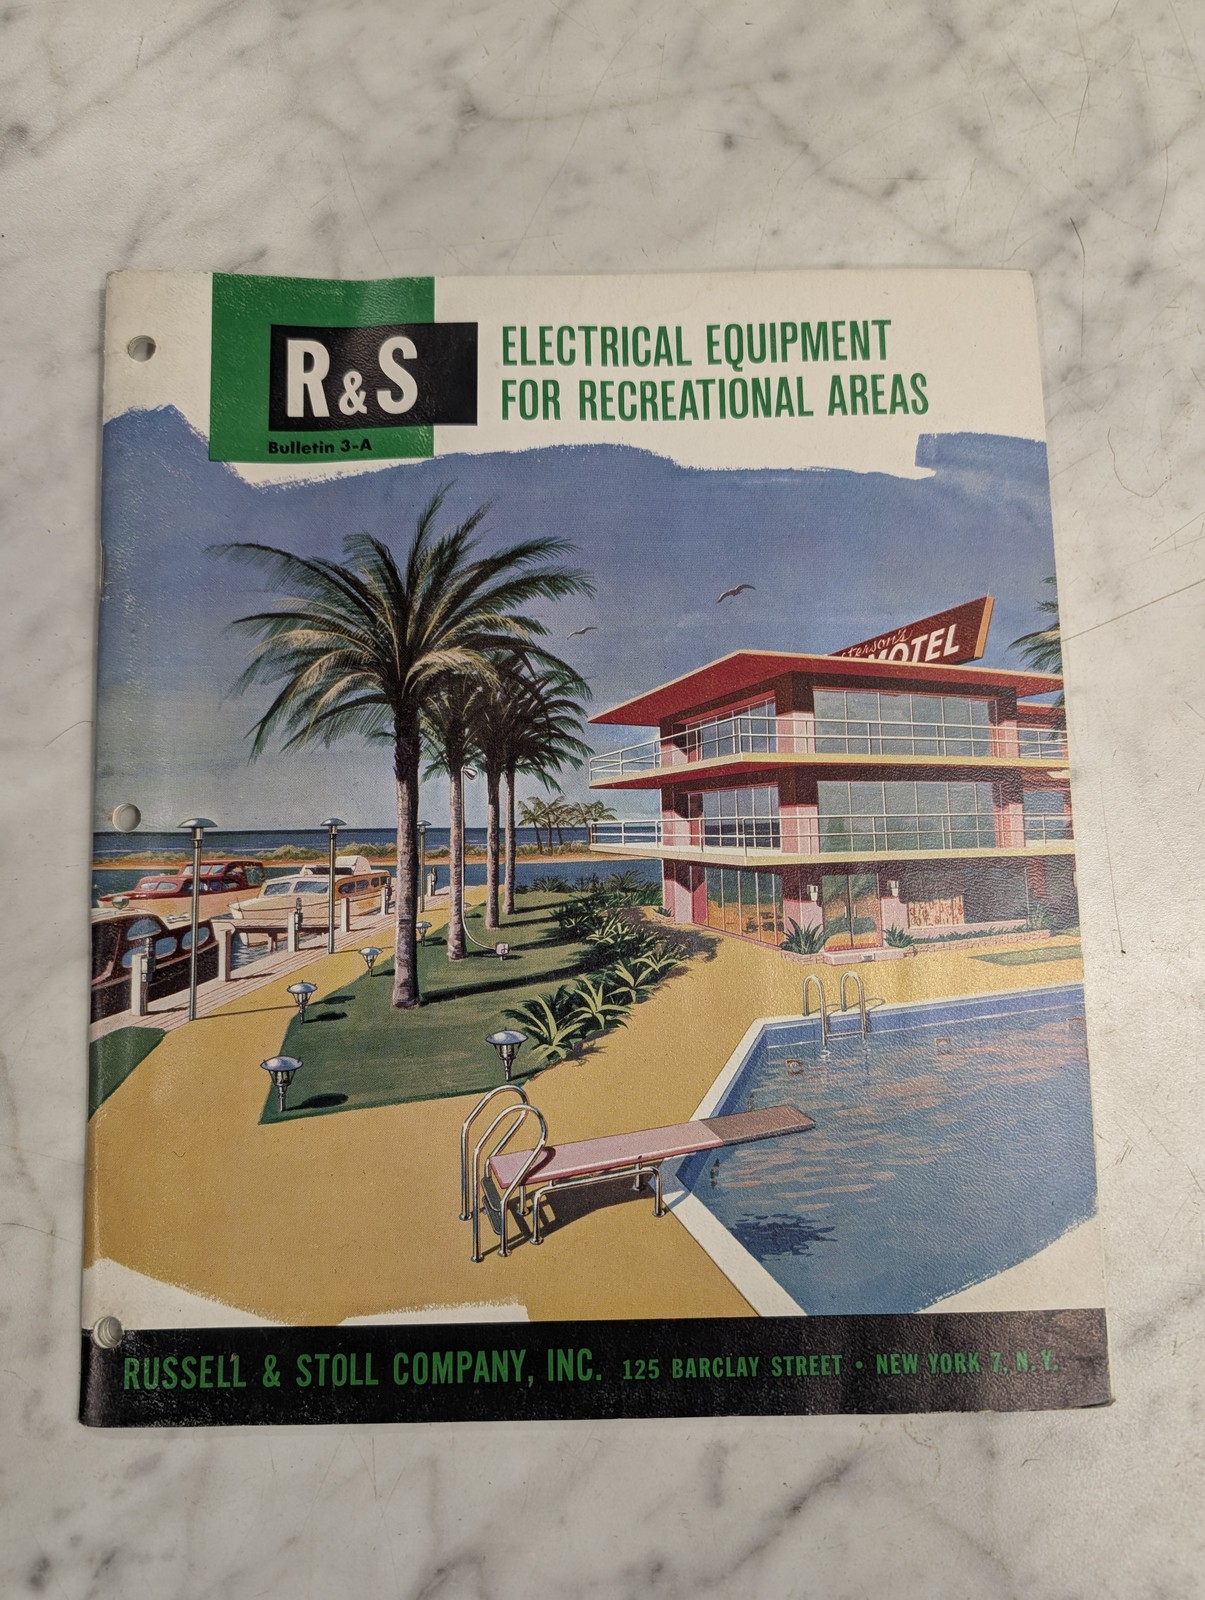 R&S
Bulletin 3-A
ELECTRICAL EQUIPMENT
FOR RECREATIONAL AREAS
MOTEL
RUSSELL & STOLL COMPANY, INC. 125 BARCLAY STREET • NEW YORK 7, N. Y.